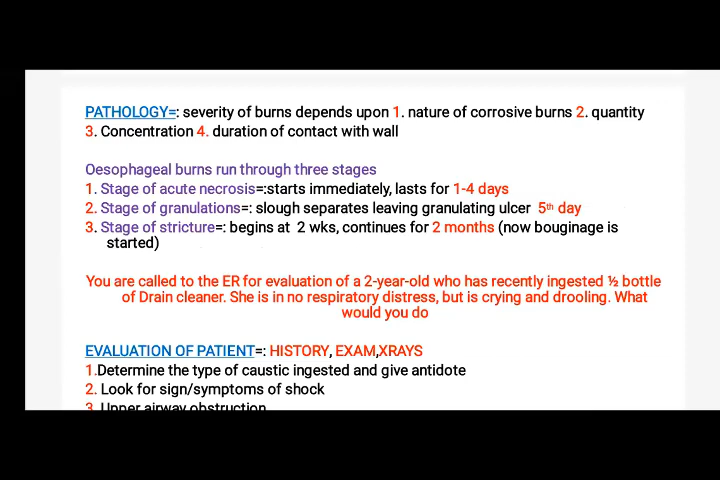 PATHOLOGY=: severity of burns depends upon 1. nature of corrosive burns 2. quantity
3. Concentration 4. duration of contact with wall
Oesophageal burns run through three stages
1. Stage of acute necrosis=:starts immediately, lasts for 1-4 days
2. Stage of granulations=: slough separates leaving granulating ulcer 5th day
3. Stage of stricture=: begins at 2 wks, continues for 2 months (now bouginage is
started)
You are called to the ER for evaluation of a 2-year-old who has recently ingested ½ bottle
of Drain cleaner. She is in no respiratory distress, but is crying and drooling. What
would you do
EVALUATION OF PATIENT=: HISTORY, EXAM,XRAYS
1.Determine the type of caustic ingested and give antidote
2. Look for sign/symptoms of shock
3. Upper airway obstruction